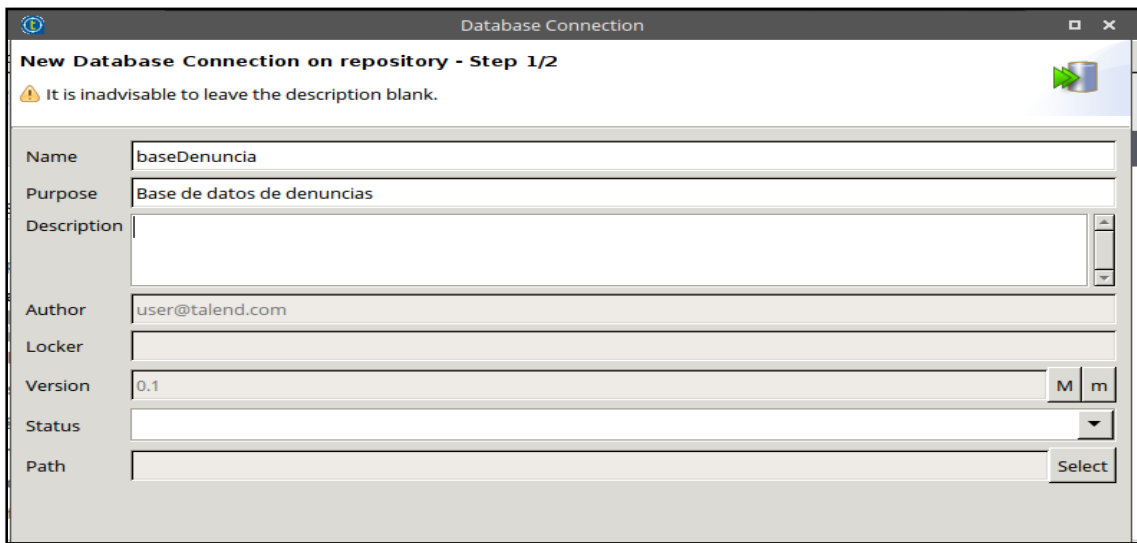 Database Connection
New Database Connection on repository - Step 1/2
It is inadvisable to leave the description blank.
Name baseDenuncia
Purpose Base de datos de denuncias
Description
Author user@talend.com
Locker
Version 0.1 M m
Status
Path Select